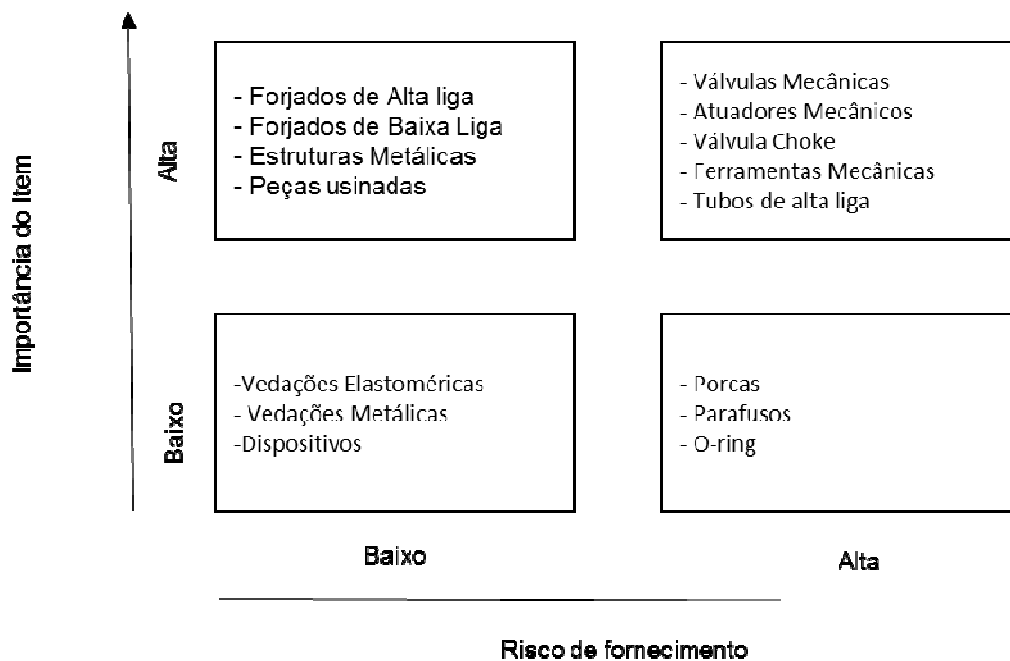 Importância do Item
Alta
- Forjados de Alta liga
- Forjados de Baixa Liga
- Estruturas Metálicas
- Peças usinadas
- Válvulas Mecânicas
- Atuadores Mecânicos
- Válvula Choke
- Ferramentas Mecânicas
- Tubos de alta liga
Baixo
-Vedações Elastoméricas
- Vedações Metálicas
-Dispositivos
- Porcas
- Parafusos
- O-ring
Baixo
Alta
Risco de fornecimento